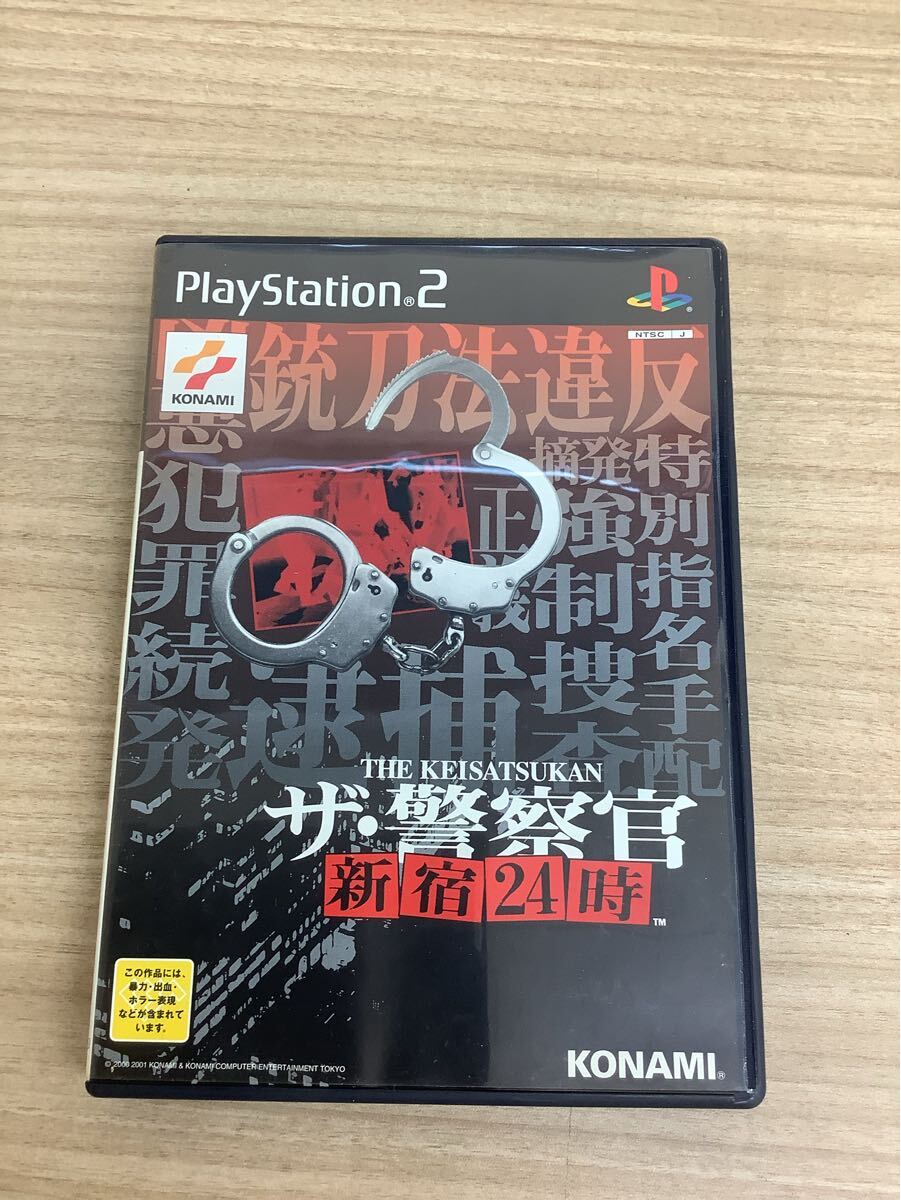 PlayStation®2
NTSC J
KONAMI
銃刀法違反
悪犯罪続発
摘発
特別指名手配
正義
強制捜査
逮捕
THE KEISATSUKAN
ザ・警察官
新宿24時
TM
この作品には、
暴力・出血・
ホラー表現
などが含まれて
います。
© 2000 2001 KONAMI & KONAMI COMPUTER ENTERTAINMENT TOKYO
KONAMI®